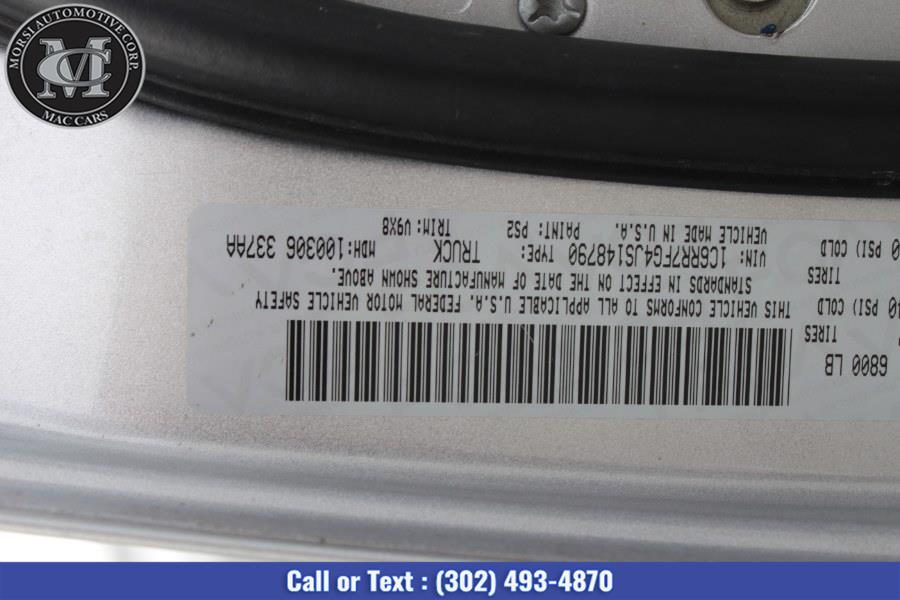 MORSI AUTOMOTIVE CORP.
MC
MAC CARS
6800 LB
TIRES
PSI) COLD
TIRES
PSI) COLD
THIS VEHICLE CONFORMS TO ALL APPLICABLE U.S.A. FEDERAL MOTOR VEHICLE SAFETY
STANDARDS IN EFFECT ON THE DATE OF MANUFACTURE SHOWN ABOVE.
VIN: 1C6RR7FG4JS148790 TYPE: TRUCK MDH:100306 337AA
VEHICLE MADE IN U.S.A. PAINT: PS2 TRIM: V9X8
Call or Text : (302) 493-4870